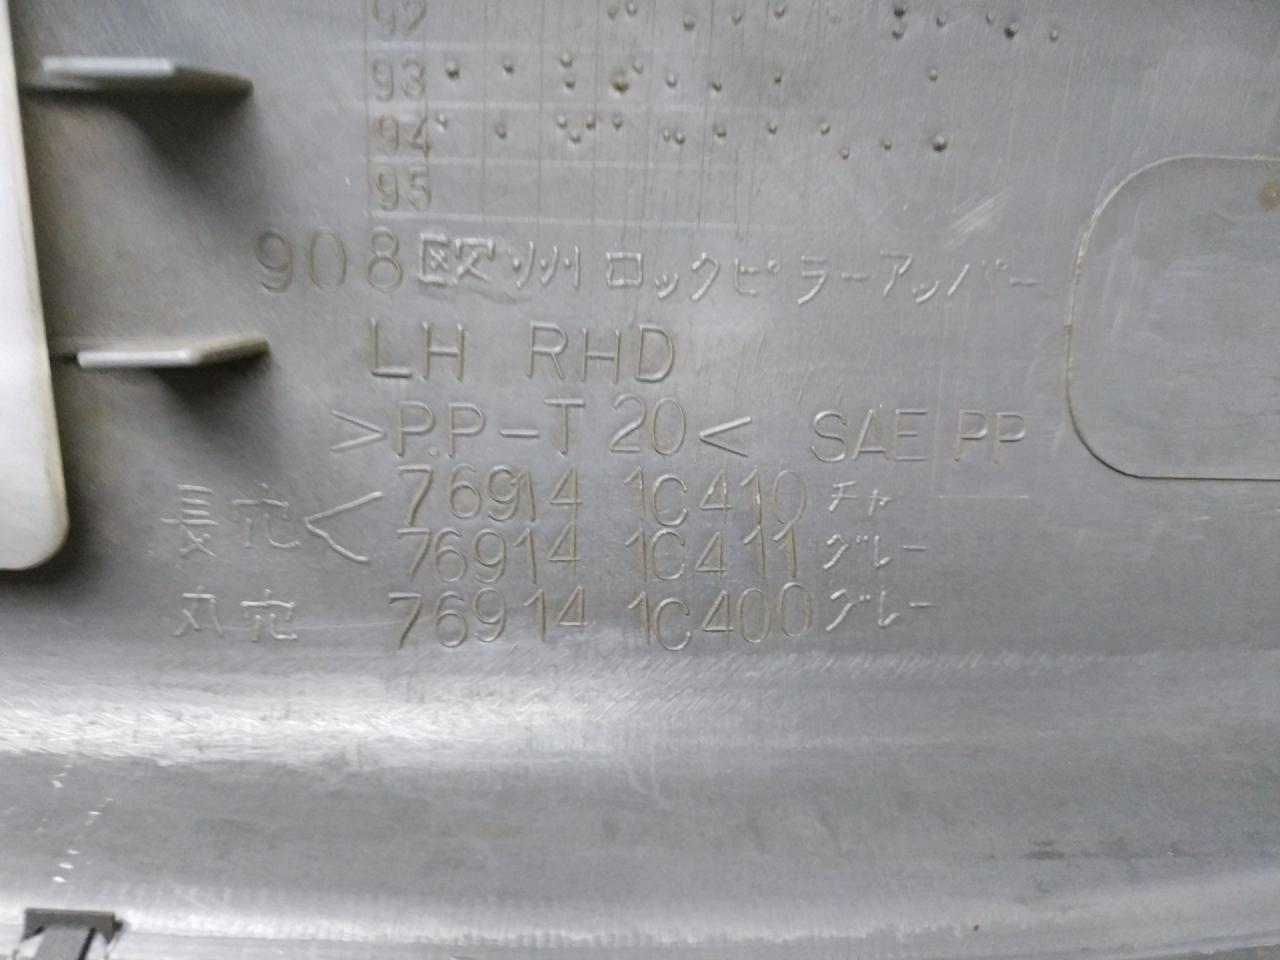 92
93
94
95
908欧州ロックピラーアッパー
LH RHD
>P.P-T 20< SAE PP
長穴< 76914 1C410 チャ
76914 1C411 グレー
丸穴 76914 1C400 グレー